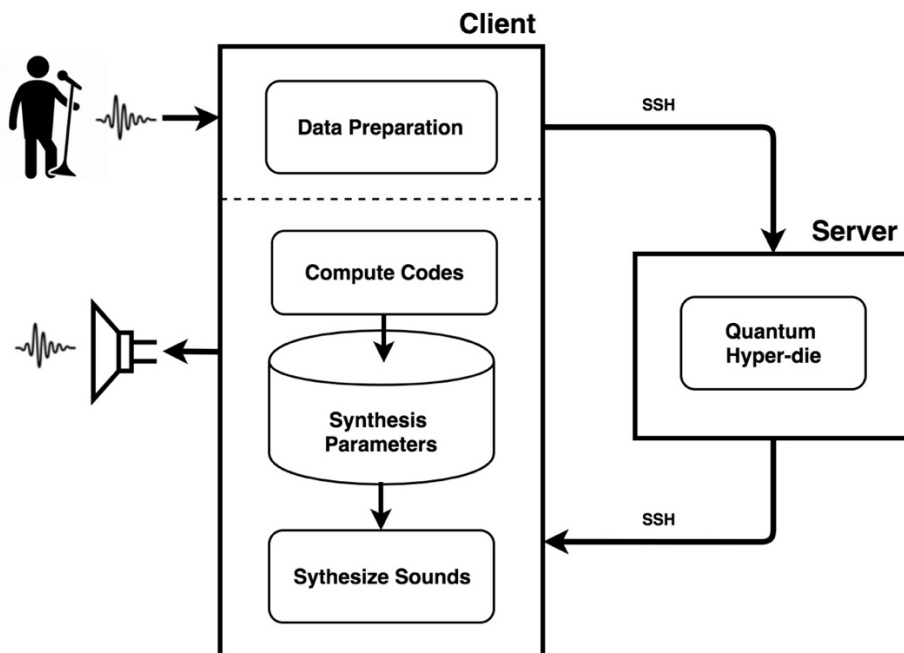 Client
Data Preparation
SSH
Server
Compute Codes
Quantum
Hyper-die
Synthesis
Parameters
SSH
Sythesize Sounds